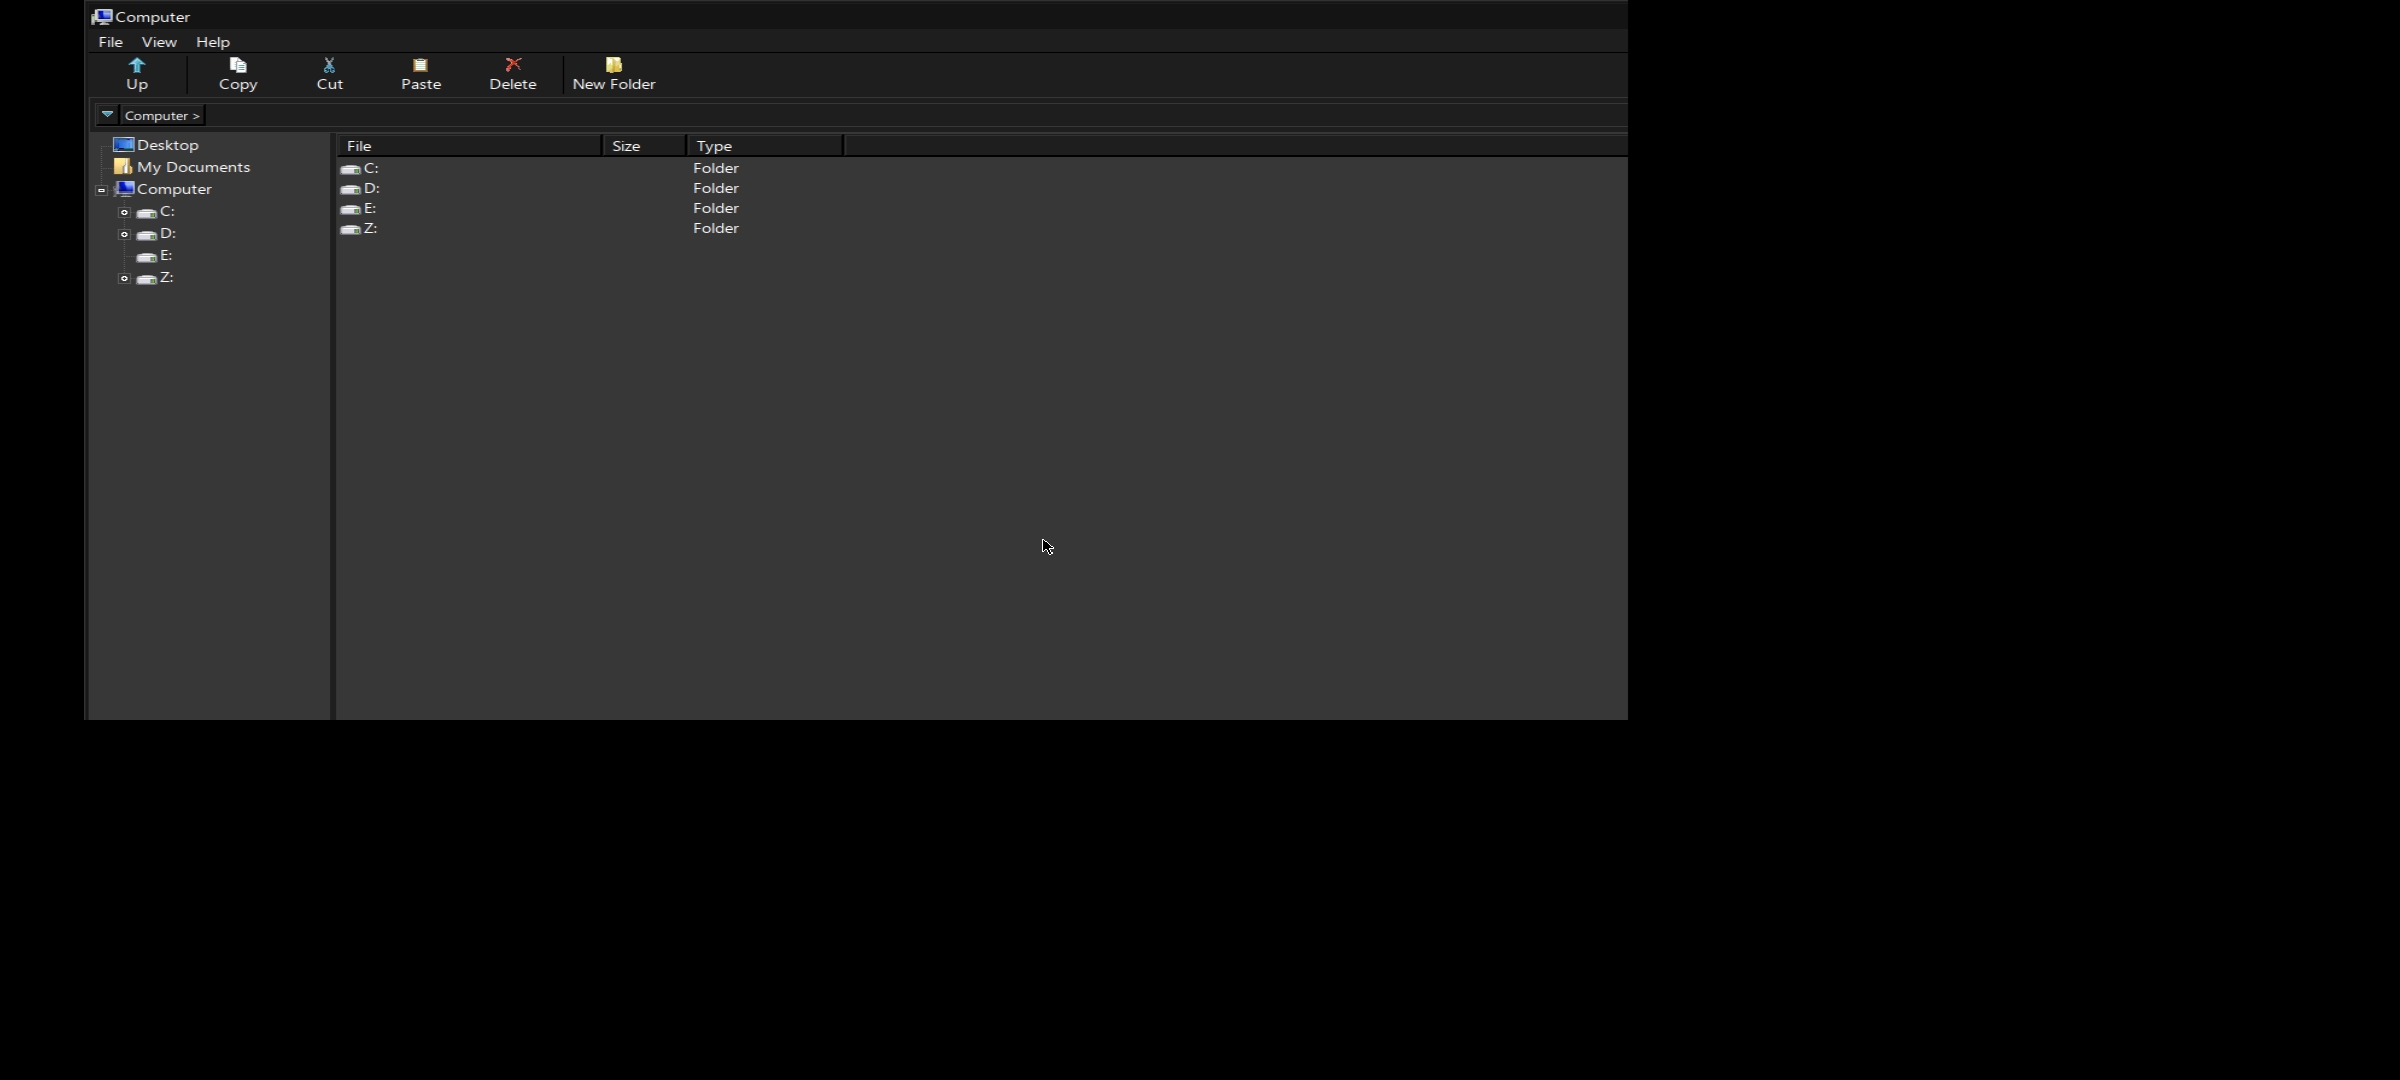 Computer
File View Help
Up Copy Cut Paste Delete New Folder
Computer >
Desktop
My Documents
Computer
C:
D:
E:
Z:
File Size Type
C: Folder
D: Folder
E: Folder
Z: Folder